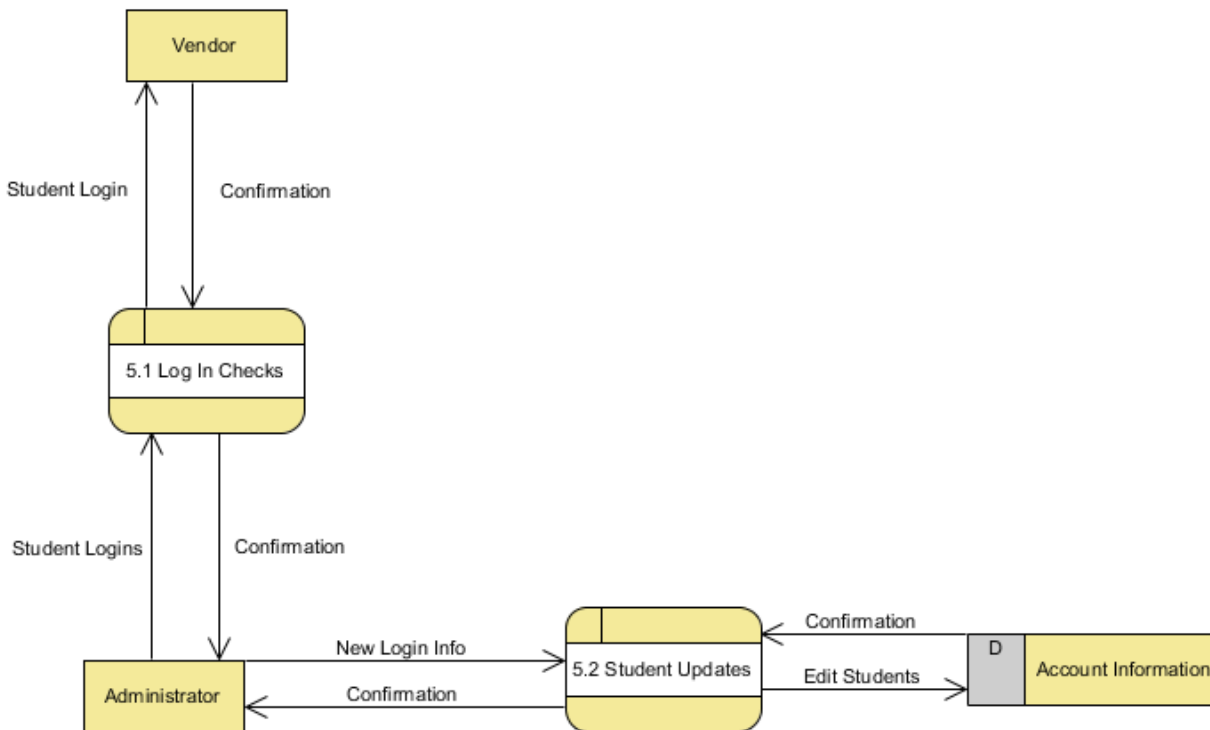 Vendor
Student Login
Confirmation
5.1 Log In Checks
Student Logins
Confirmation
Confirmation
New Login Info
D
5.2 Student Updates
Account Information
Edit Students
Administrator
Confirmation